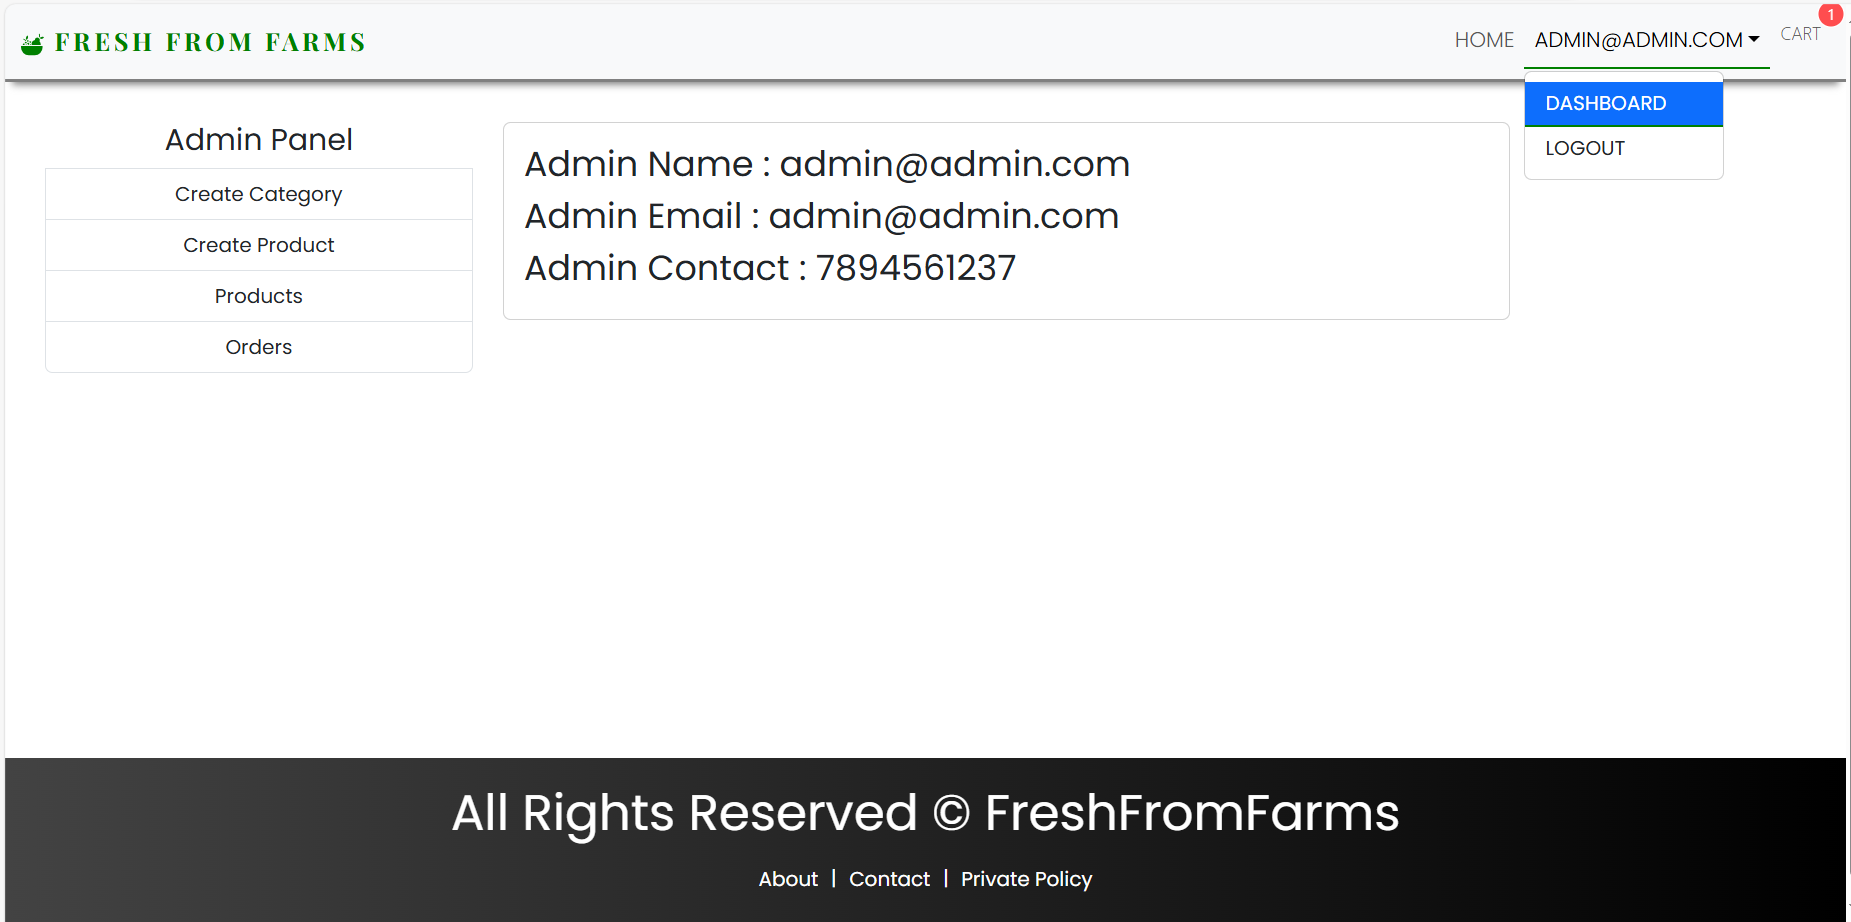 FRESH FROM FARMS
HOME
ADMIN@ADMIN.COM
CART
1
DASHBOARD
LOGOUT
Admin Panel
Create Category
Create Product
Products
Orders
Admin Name : admin@admin.com
Admin Email : admin@admin.com
Admin Contact : 7894561237
All Rights Reserved © FreshFromFarms
About | Contact | Private Policy